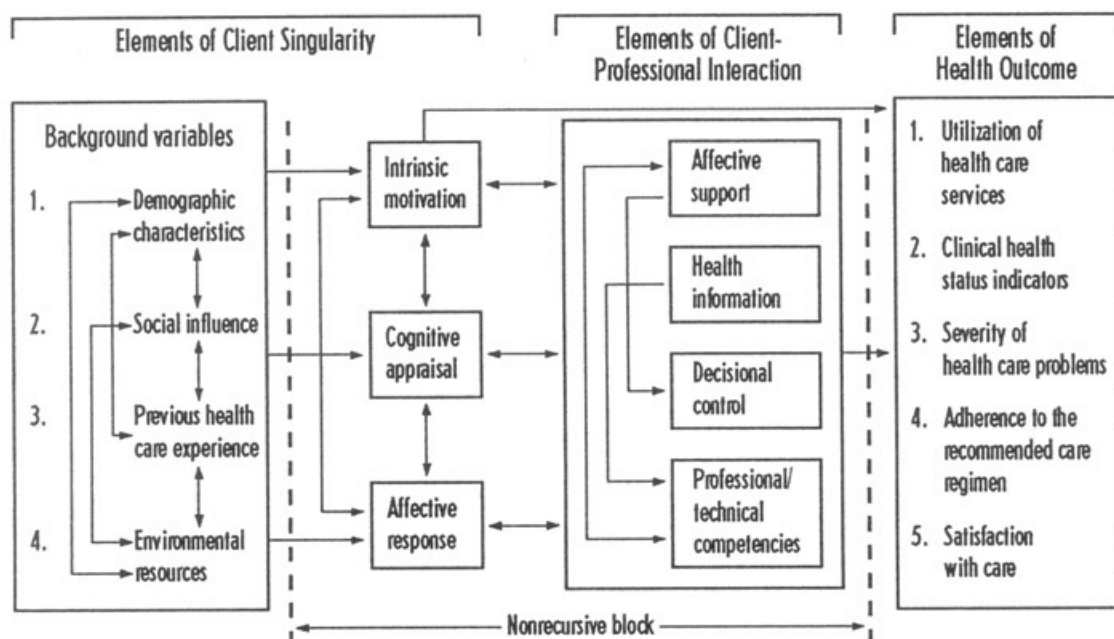 Elements of Client Singularity
Elements of Client-
Professional Interaction
Elements of
Health Outcome
Background variables
1. Demographic
characteristics
2. Social influence
3. Previous health
care experience
4. Environmental
resources
Intrinsic
motivation
Cognitive
appraisal
Affective
response
Affective
support
Health
information
Decisional
control
Professional/
technical
competencies
1. Utilization of
health care
services
2. Clinical health
status indicators
3. Severity of
health care problems
4. Adherence to the
recommended care
regimen
5. Satisfaction
with care
Nonrecursive block